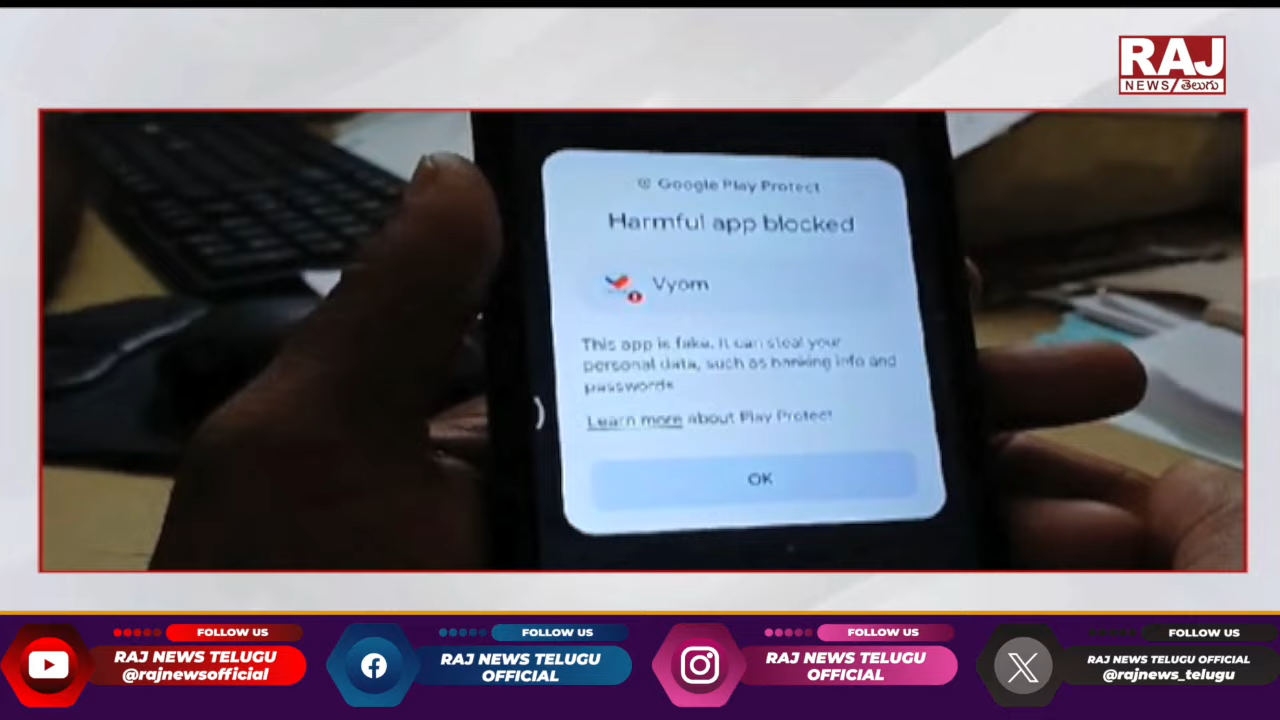 RAJ
NEWS తెలుగు
Google Play Protect
Harmful app blocked
Vyom
This app is fake. It can steal your
personal data, such as banking info and
passwords
Learn more about Play Protect
OK
FOLLOW US
RAJ NEWS TELUGU
@rajnewsofficial
FOLLOW US
RAJ NEWS TELUGU
OFFICIAL
FOLLOW US
RAJ NEWS TELUGU
OFFICIAL
FOLLOW US
RAJ NEWS TELUGU OFFICIAL
@rajnews_telugu